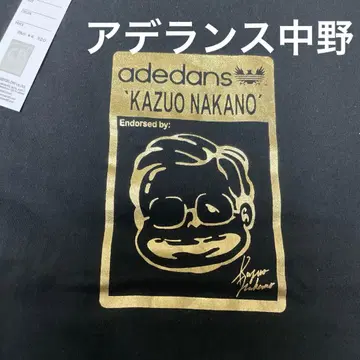 アデランス中野
adedans
`KAZUO NAKANO´
Endorsed by:
Kazuo
Nakano